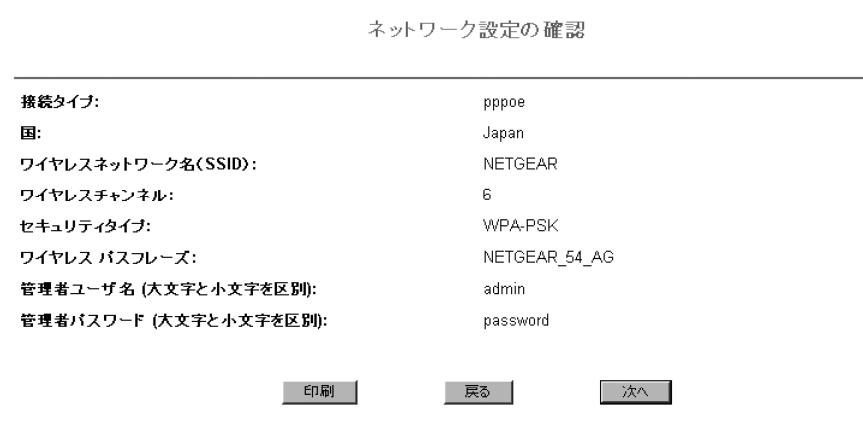 ネットワーク設定の確認
接続タイプ: pppoe
国: Japan
ワイヤレスネットワーク名(SSID): NETGEAR
ワイヤレスチャンネル: 6
セキュリティタイプ: WPA-PSK
ワイヤレス パスフレーズ: NETGEAR_54_AG
管理者ユーザ名 (大文字と小文字を区別): admin
管理者パスワード (大文字と小文字を区別): password
印刷 戻る 次へ